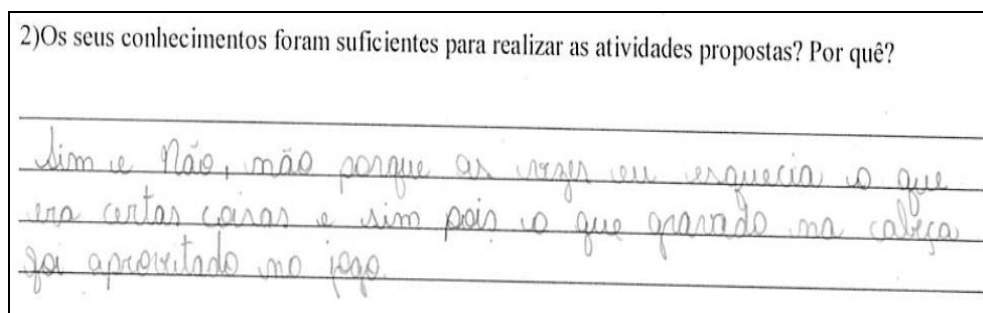 2)Os seus conhecimentos foram suficientes para realizar as atividades propostas? Por quê?
Sim e Não, não porque as vezes eu esquecia o que
era certas coisas e sim pois o que gravado na cabeça
foi aproveitado no jogo.